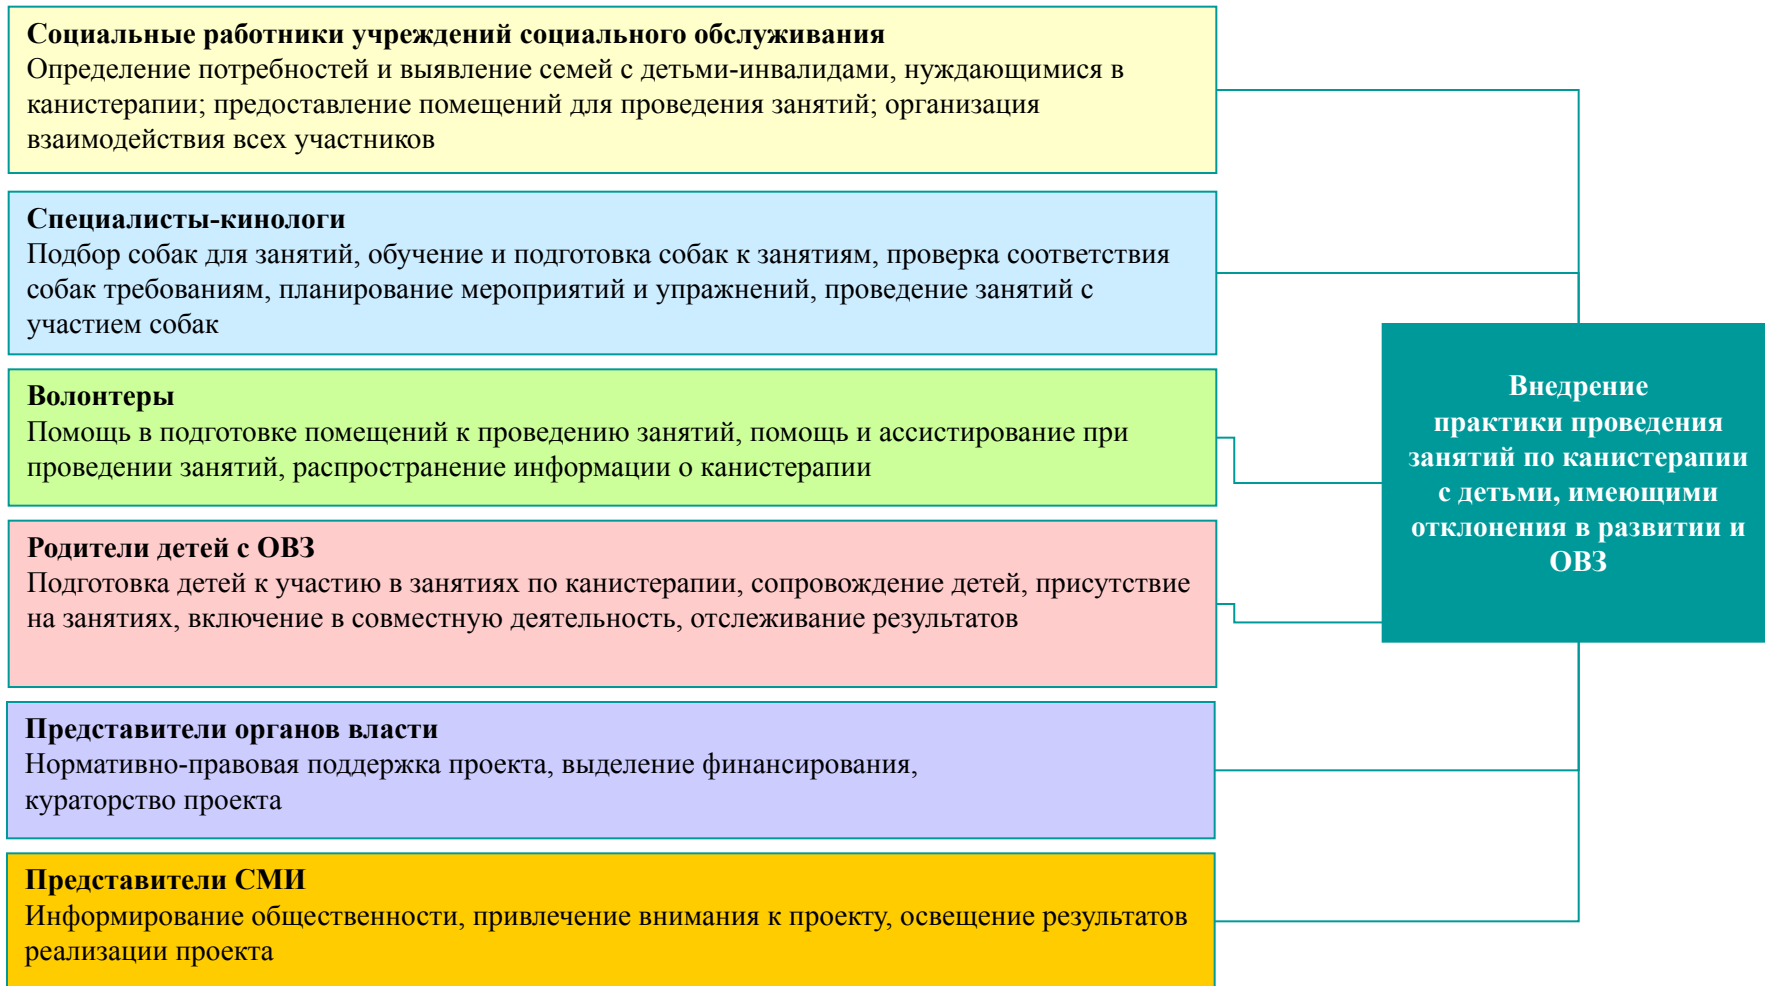 Социальные работники учреждений социального обслуживания
Определение потребностей и выявление семей с детьми-инвалидами, нуждающимися в
канистерапии; предоставление помещений для проведения занятий; организация
взаимодействия всех участников
Специалисты-кинологи
Подбор собак для занятий, обучение и подготовка собак к занятиям, проверка соответствия
собак требованиям, планирование мероприятий и упражнений, проведение занятий с
участием собак
Волонтеры
Помощь в подготовке помещений к проведению занятий, помощь и ассистирование при
проведении занятий, распространение информации о канистерапии
Родители детей с ОВЗ
Подготовка детей к участию в занятиях по канистерапии, сопровождение детей, присутствие
на занятиях, включение в совместную деятельность, отслеживание результатов
Представители органов власти
Нормативно-правовая поддержка проекта, выделение финансирования,
кураторство проекта
Представители СМИ
Информирование общественности, привлечение внимания к проекту, освещение результатов
реализации проекта
Внедрение
практики проведения
занятий по канистерапии
с детьми, имеющими
отклонения в развитии и
ОВЗ